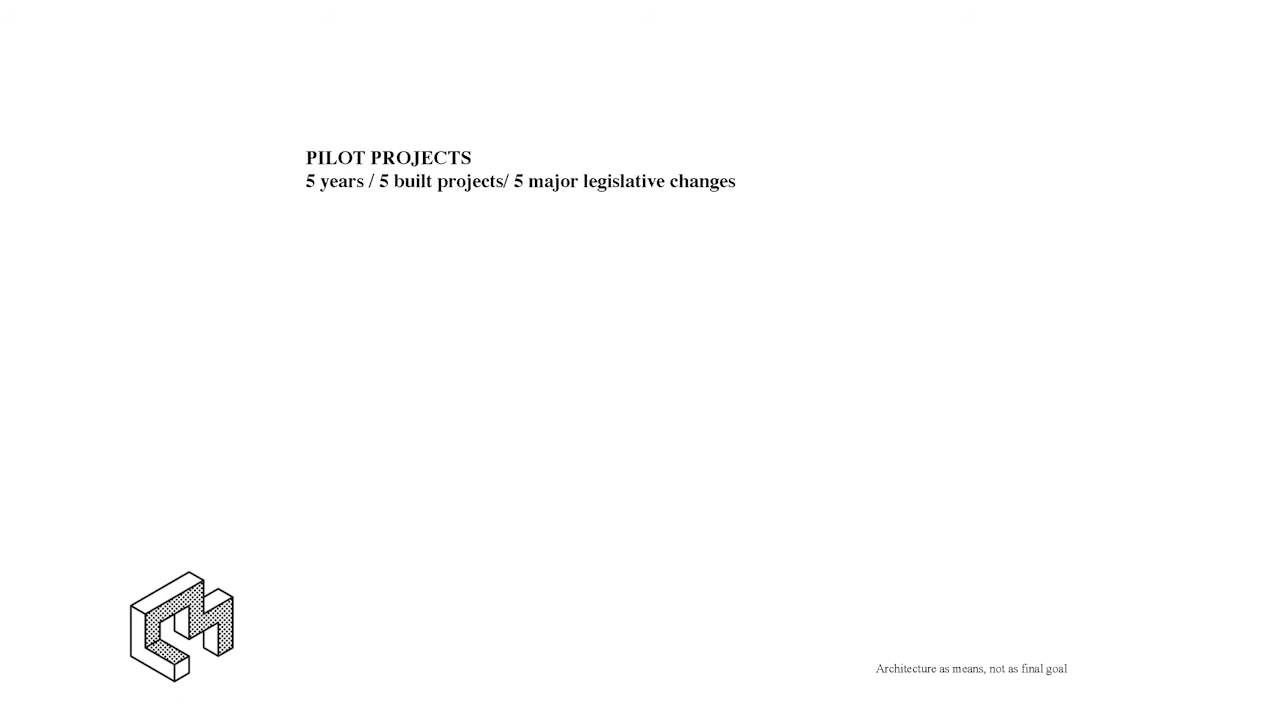 PILOT PROJECTS
5 years / 5 built projects/ 5 major legislative changes
Architecture as means, not as final goal